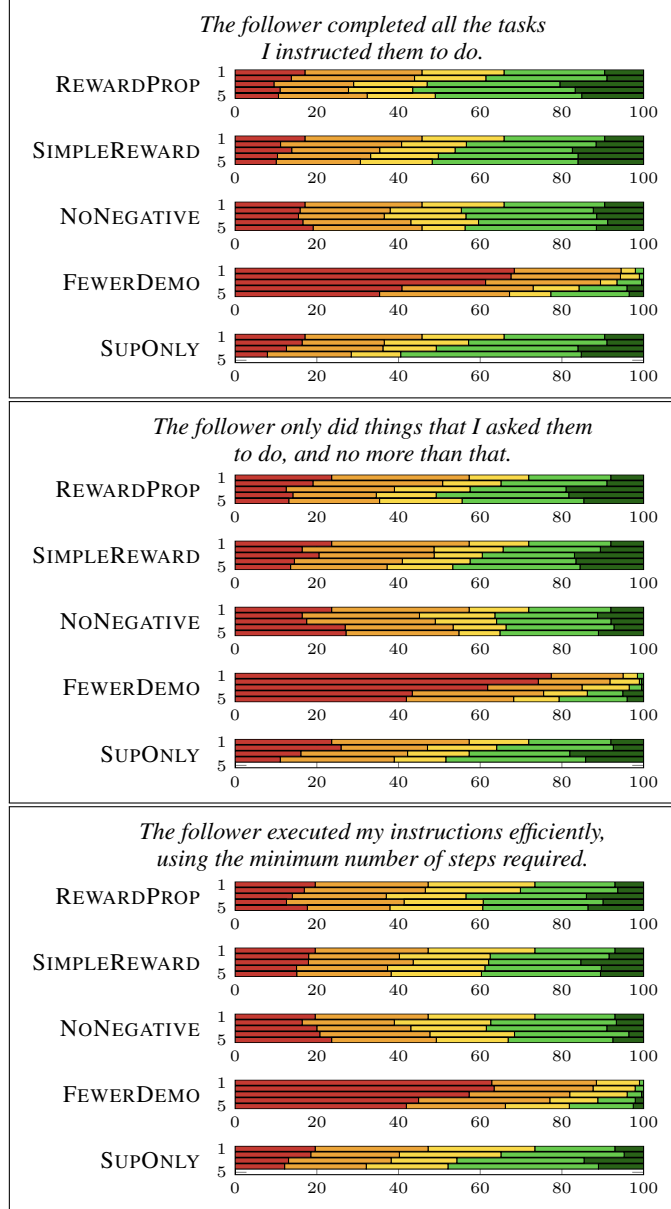 The follower completed all the tasks
I instructed them to do.
REWARDPROP
1
5
0 20 40 60 80 100
SIMPLEREWARD
1
5
0 20 40 60 80 100
NONEGATIVE
1
5
0 20 40 60 80 100
FEWERDEMO
1
5
0 20 40 60 80 100
SUPONLY
1
5
0 20 40 60 80 100
The follower only did things that I asked them
to do, and no more than that.
REWARDPROP
1
5
0 20 40 60 80 100
SIMPLEREWARD
1
5
0 20 40 60 80 100
NONEGATIVE
1
5
0 20 40 60 80 100
FEWERDEMO
1
5
0 20 40 60 80 100
SUPONLY
1
5
0 20 40 60 80 100
The follower executed my instructions efficiently,
using the minimum number of steps required.
REWARDPROP
1
5
0 20 40 60 80 100
SIMPLEREWARD
1
5
0 20 40 60 80 100
NONEGATIVE
1
5
0 20 40 60 80 100
FEWERDEMO
1
5
0 20 40 60 80 100
SUPONLY
1
5
0 20 40 60 80 100